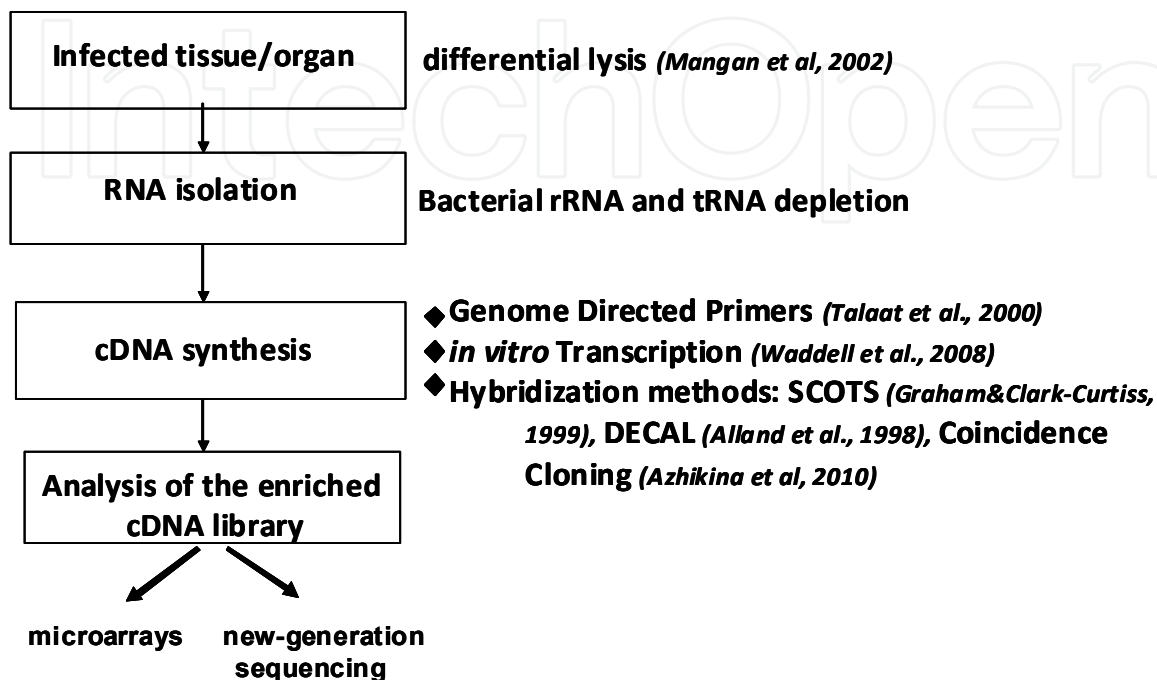 IntechOpen
Infected tissue/organ
differential lysis (Mangan et al, 2002)
RNA isolation
Bacterial rRNA and tRNA depletion
cDNA synthesis
◆Genome Directed Primers (Talaat et al., 2000)
◆in vitro Transcription (Waddell et al., 2008)
◆Hybridization methods: SCOTS (Graham&Clark-Curtiss,
1999), DECAL (Alland et al., 1998), Coincidence
Cloning (Azhikina et al, 2010)
Analysis of the enriched
cDNA library
microarrays
new-generation
sequencing